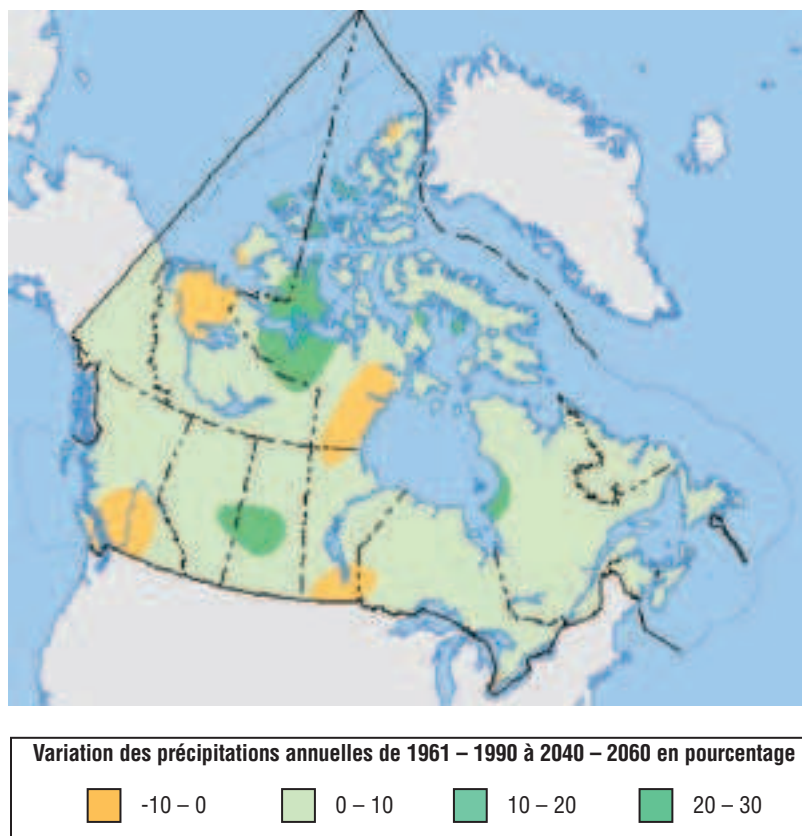 Variation des précipitations annuelles de 1961 – 1990 à 2040 – 2060 en pourcentage
-10 – 0 0 – 10 10 – 20 20 – 30